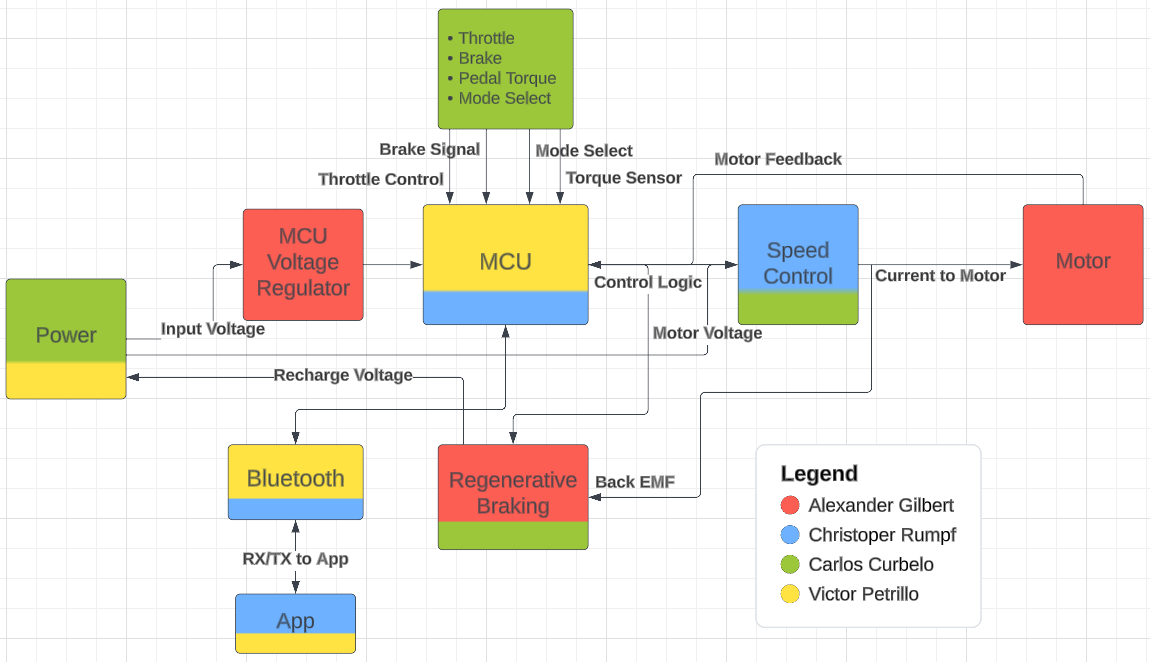 • Throttle
• Brake
• Pedal Torque
• Mode Select
Brake Signal
Mode Select
Throttle Control
Torque Sensor
Motor Feedback
MCU
Voltage
Regulator
MCU
Speed
Control
Motor
Control Logic
Current to Motor
Power
Input Voltage
Motor Voltage
Recharge Voltage
Bluetooth
Regenerative
Braking
Back EMF
RX/TX to App
App
Legend
Alexander Gilbert
Christoper Rumpf
Carlos Curbelo
Victor Petrillo